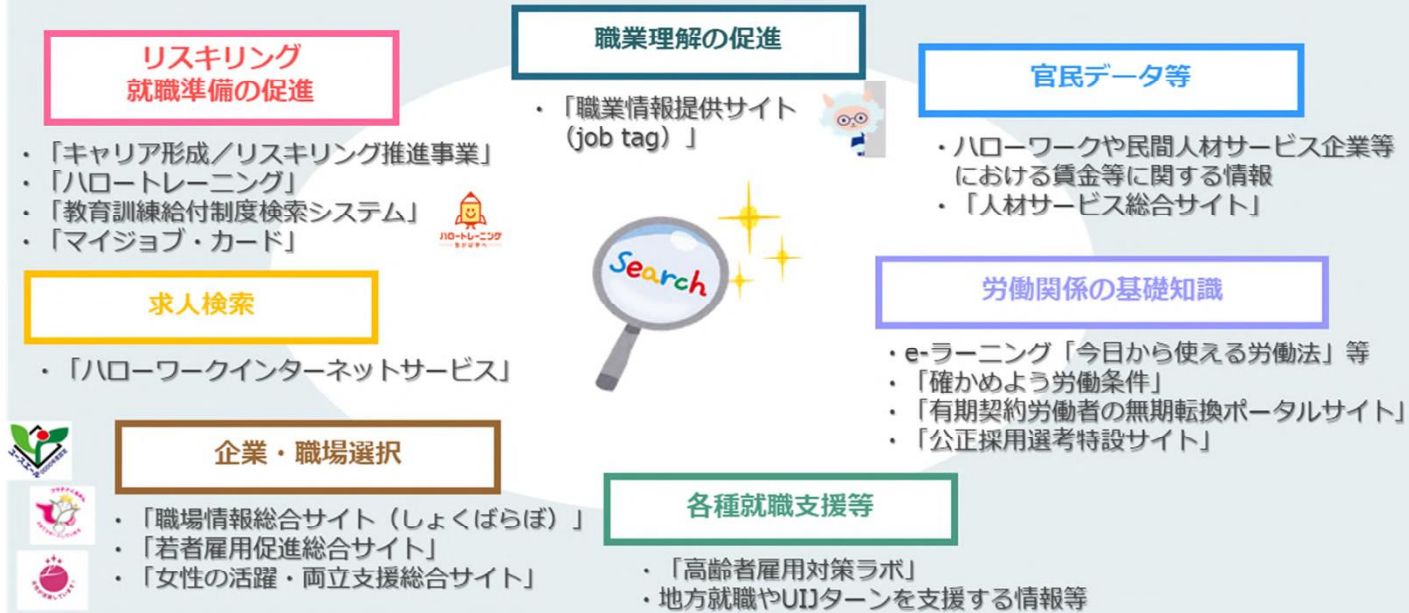 リスキリング
就職準備の促進
・「キャリア形成／リスキリング推進事業」
・「ハロートレーニング」
・「教育訓練給付制度検索システム」
・「マイジョブ・カード」
ハロートレーニング
職業理解の促進
・「職業情報提供サイト
（job tag）」
官民データ等
・ハローワークや民間人材サービス企業等
における賃金等に関する情報
・「人材サービス総合サイト」
Search
求人検索
・「ハローワークインターネットサービス」
労働関係の基礎知識
・e-ラーニング「今日から使える労働法」等
・「確かめよう労働条件」
・「有期契約労働者の無期転換ポータルサイト」
・「公正採用選考特設サイト」
企業・職場選択
・「職場情報総合サイト（しょくばらぼ）」
・「若者雇用促進総合サイト」
・「女性の活躍・両立支援総合サイト」
各種就職支援等
・「高齢者雇用対策ラボ」
・地方就職やUIJターンを支援する情報等